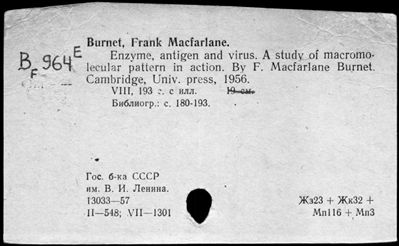 B F 964 E
Burnet, Frank Macfarlane.
Enzyme, antigen and virus. A study of macromo-
lecular pattern in action. By F. Macfarlane Burnet.
Cambridge, Univ. press, 1956.
VIII, 193 г. с илл. 19 см.
Библиогр.: с. 180-193.
Гос. б-ка СССР
им. В. И. Ленина.
13033—57
II—548; VII—1301
Жз23 + Жк32 +
Мп116 + Мп3